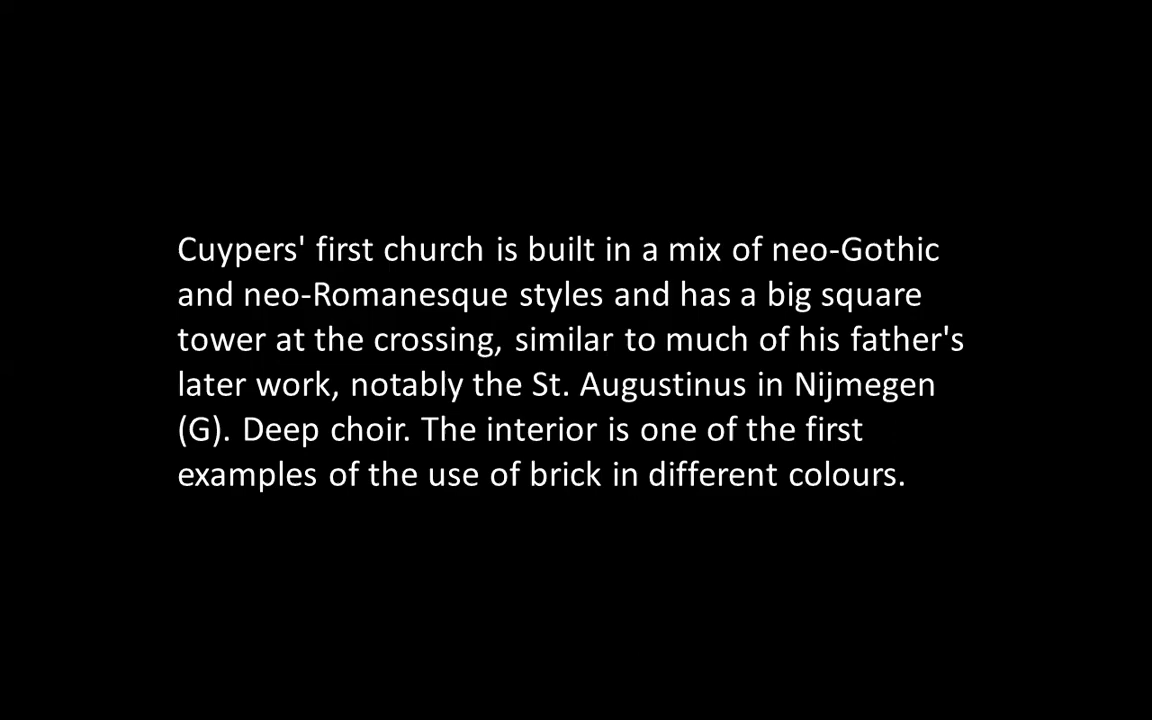 Cuypers' first church is built in a mix of neo-Gothic
and neo-Romanesque styles and has a big square
tower at the crossing, similar to much of his father's
later work, notably the St. Augustinus in Nijmegen
(G). Deep choir. The interior is one of the first
examples of the use of brick in different colours.